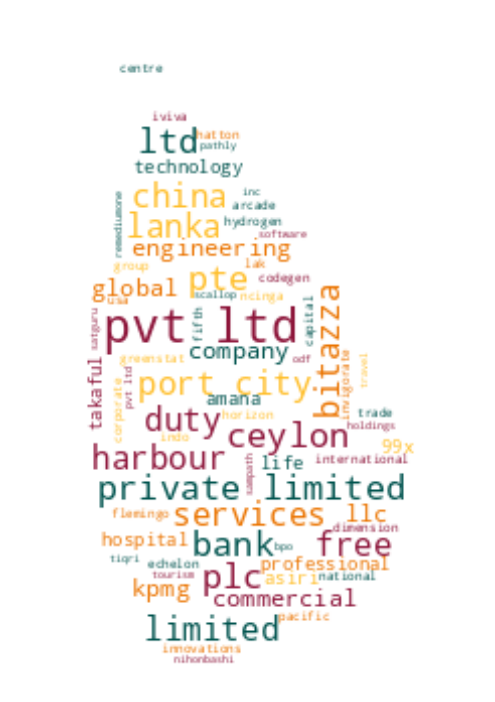 centre
iviva
ltd
hatton
pathly
technology
china
inc
arcade
remediumone
lanka
hydrogen
software
engineering
group
lak
pte
codegen
global
usa
scallop
ncinga
satguru
pvt ltd
fifth
capital
bitazza
company
greenstat
odf
invigorate
travel
takaful
corporate
pvt ltd
port city
amana
duty
horizon
trade
holdings
indo
ceylon
99x
harbour
sampath
life
international
private limited
flemingo
services
llc
dimension
hospital
bank
bpo
free
tiqri
echelon
professional
tourism
plc
asiri
national
kpmg
commercial
limited
pacific
innovations
nihonbashi